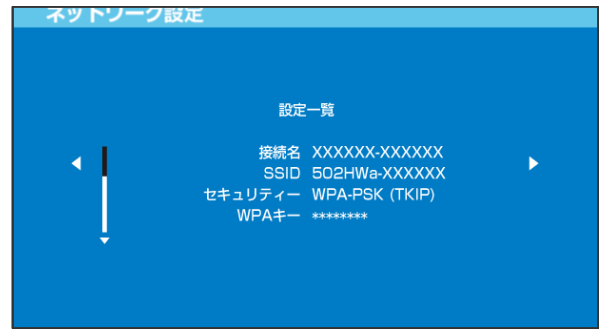 ネットワーク設定
設定一覧
接続名 XXXXXX-XXXXXX
SSID 502HWa-XXXXXX
セキュリティー WPA-PSK (TKIP)
WPAキー ********